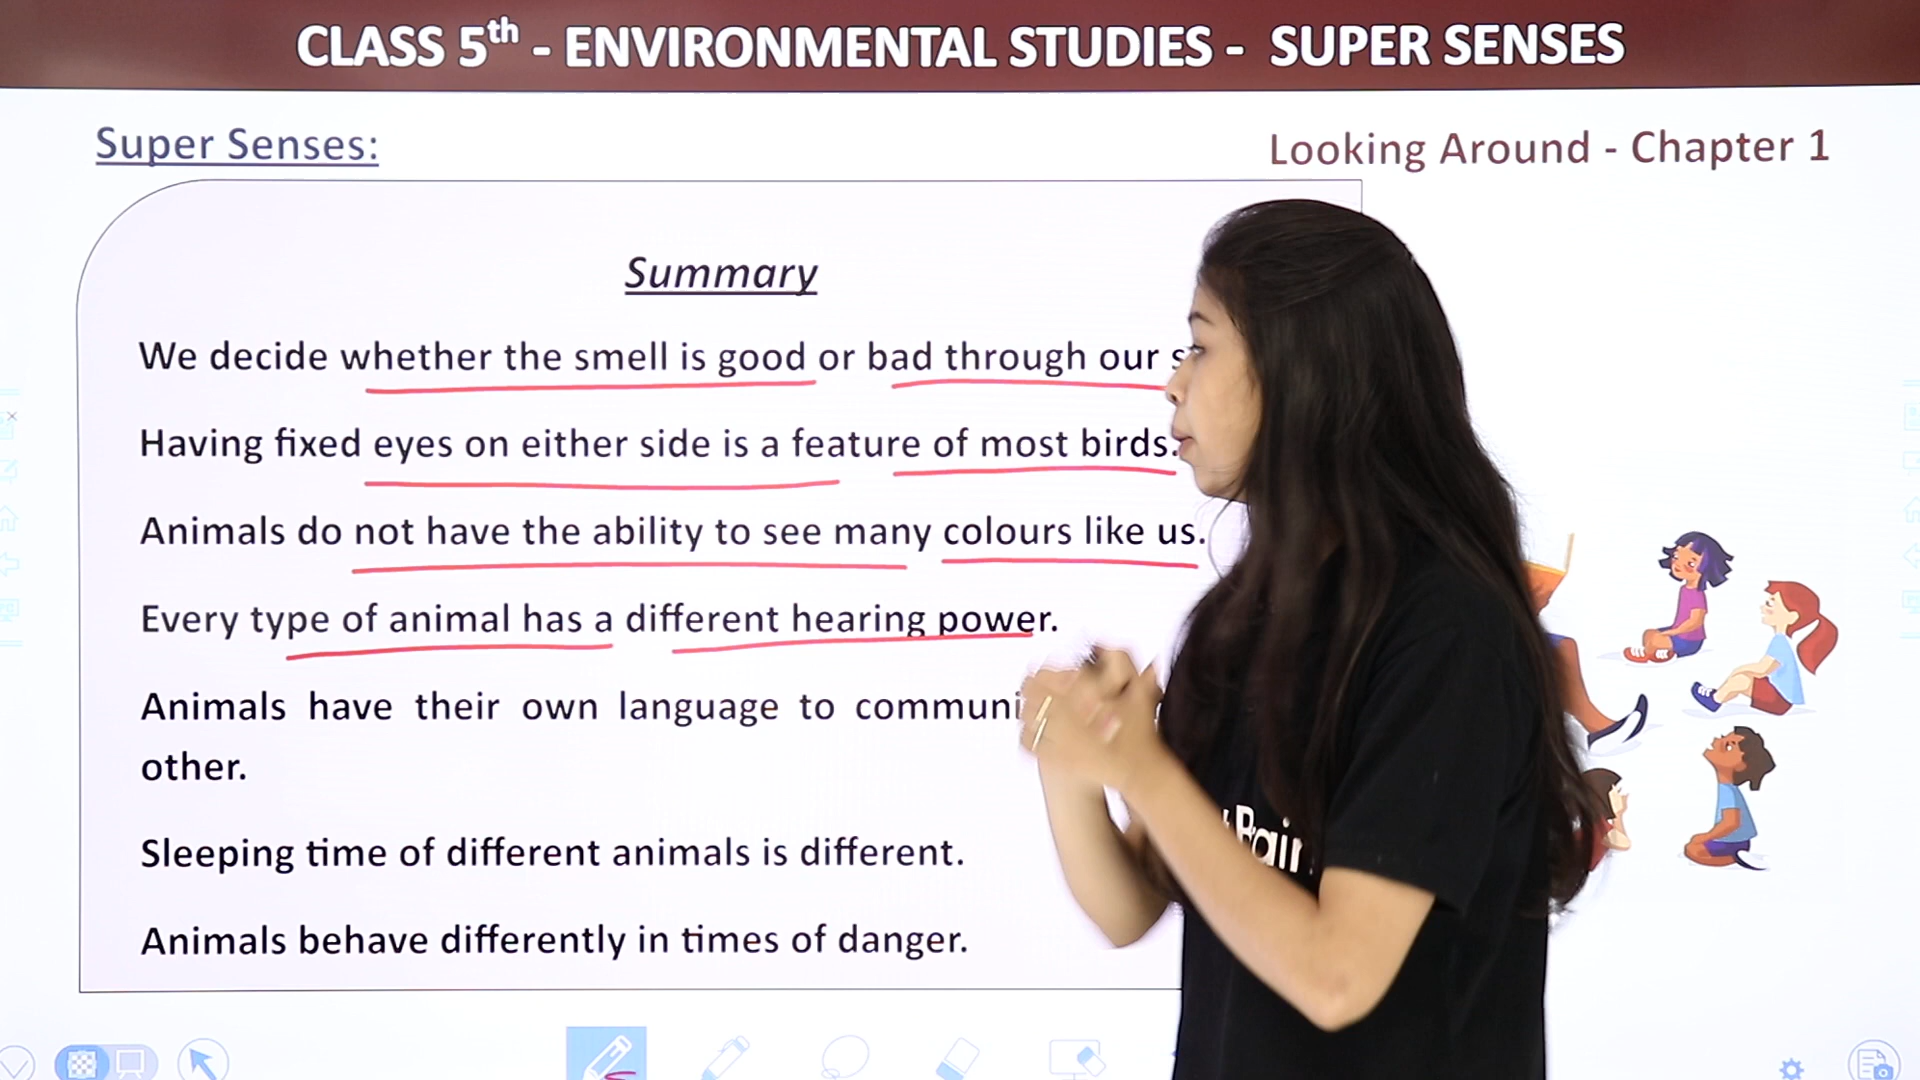 CLASS 5th - ENVIRONMENTAL STUDIES - SUPER SENSES
Super Senses:
Looking Around - Chapter 1
Summary
We decide whether the smell is good or bad through our
Having fixed eyes on either side is a feature of most birds.
Animals do not have the ability to see many colours like us.
Every type of animal has a different hearing power.
Animals have their own language to
other.
Sleeping time of different animals is different.
Animals behave differently in times of danger.